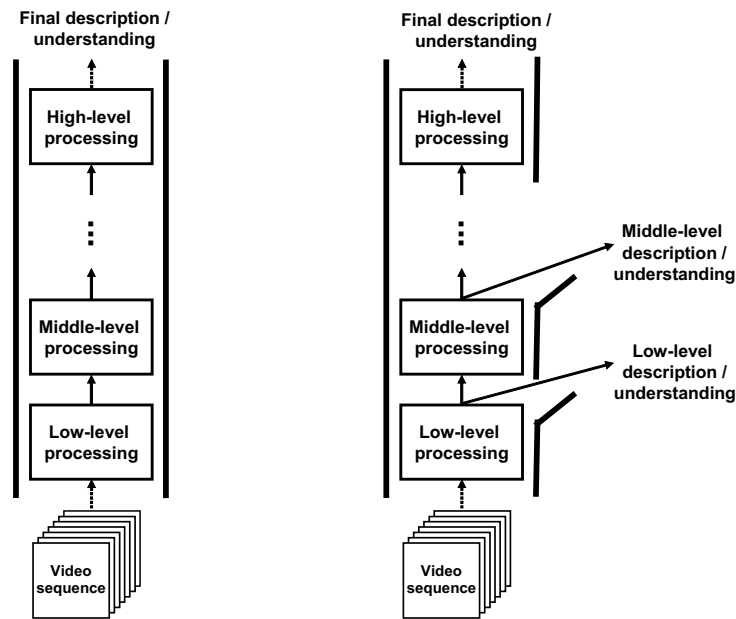 Final description /
understanding
High-level
processing
...
Middle-level
processing
Low-level
processing
Video
sequence
Final description /
understanding
High-level
processing
...
Middle-level
description /
understanding
Middle-level
processing
Low-level
description /
understanding
Low-level
processing
Video
sequence